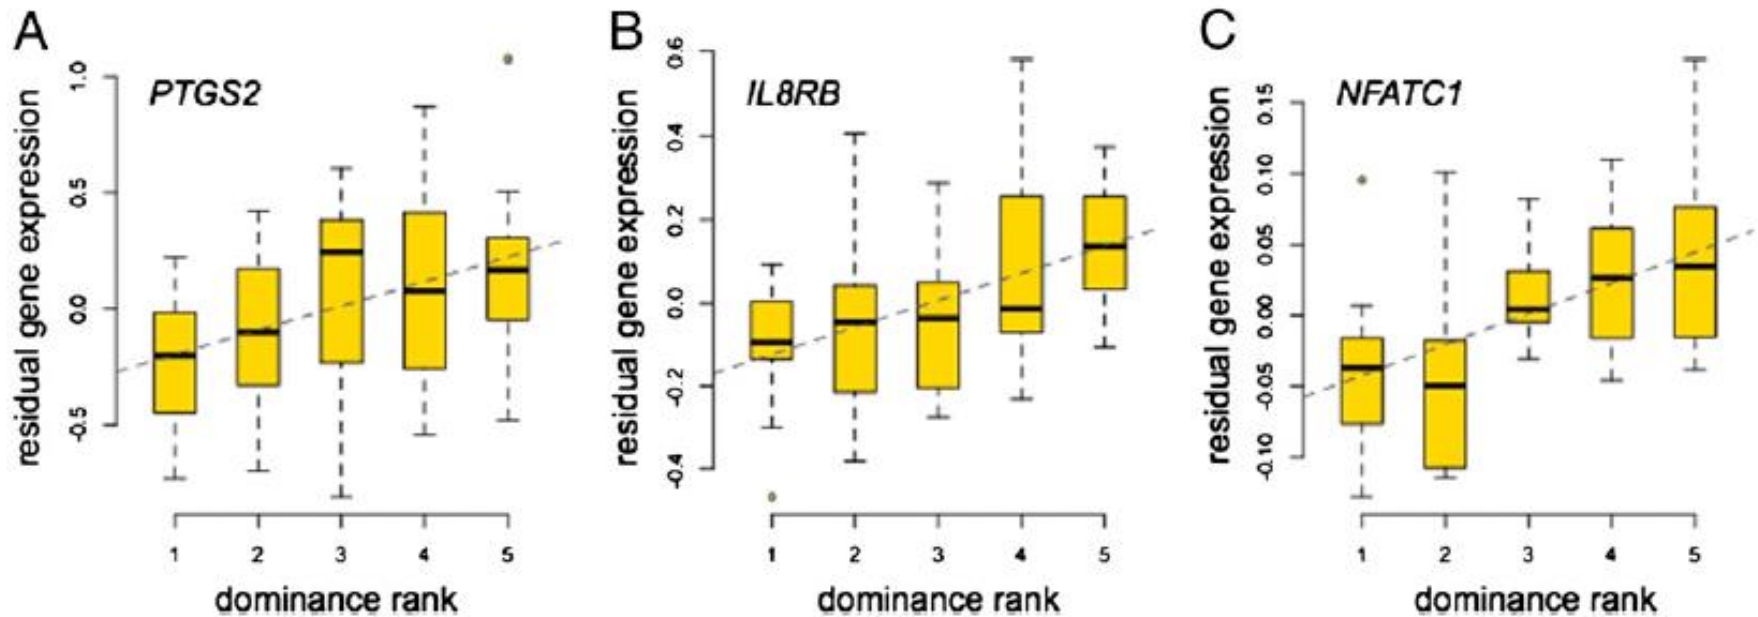 A
PTGS2
residual gene expression
1.0
0.5
0.0
-0.5
1 2 3 4 5
dominance rank
B
IL8RB
residual gene expression
0.6
0.4
0.2
0.0
-0.2
-0.4
1 2 3 4 5
dominance rank
C
NFATC1
residual gene expression
0.15
0.10
0.05
0.00
-0.05
-0.10
1 2 3 4 5
dominance rank